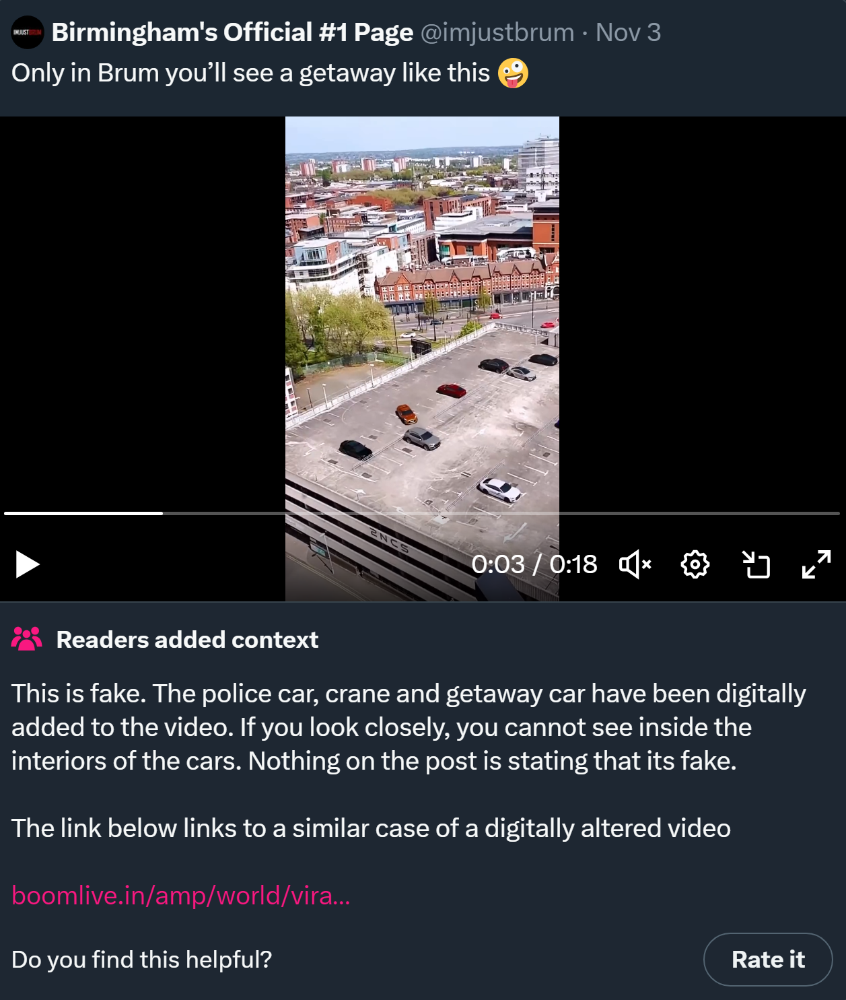 IMJUSTBRUM
Birmingham's Official #1 Page @imjustbrum · Nov 3
Only in Brum you’ll see a getaway like this 🤪
2NCS
0:03 / 0:18
Readers added context
This is fake. The police car, crane and getaway car have been digitally
added to the video. If you look closely, you cannot see inside the
interiors of the cars. Nothing on the post is stating that its fake.
The link below links to a similar case of a digitally altered video
boomlive.in/amp/world/vira...
Do you find this helpful?
Rate it